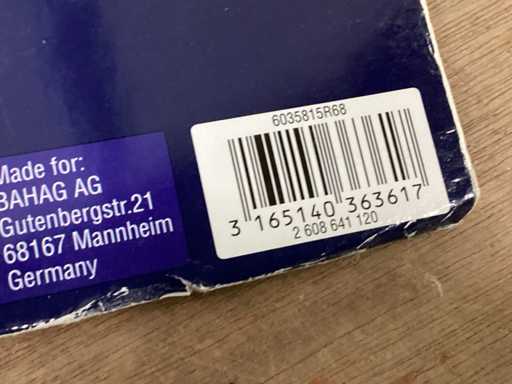 Made for:
BAHAG AG
Gutenbergstr.21
68167 Mannheim
Germany
6035815R68
3 165140 363617
2 608 641 120